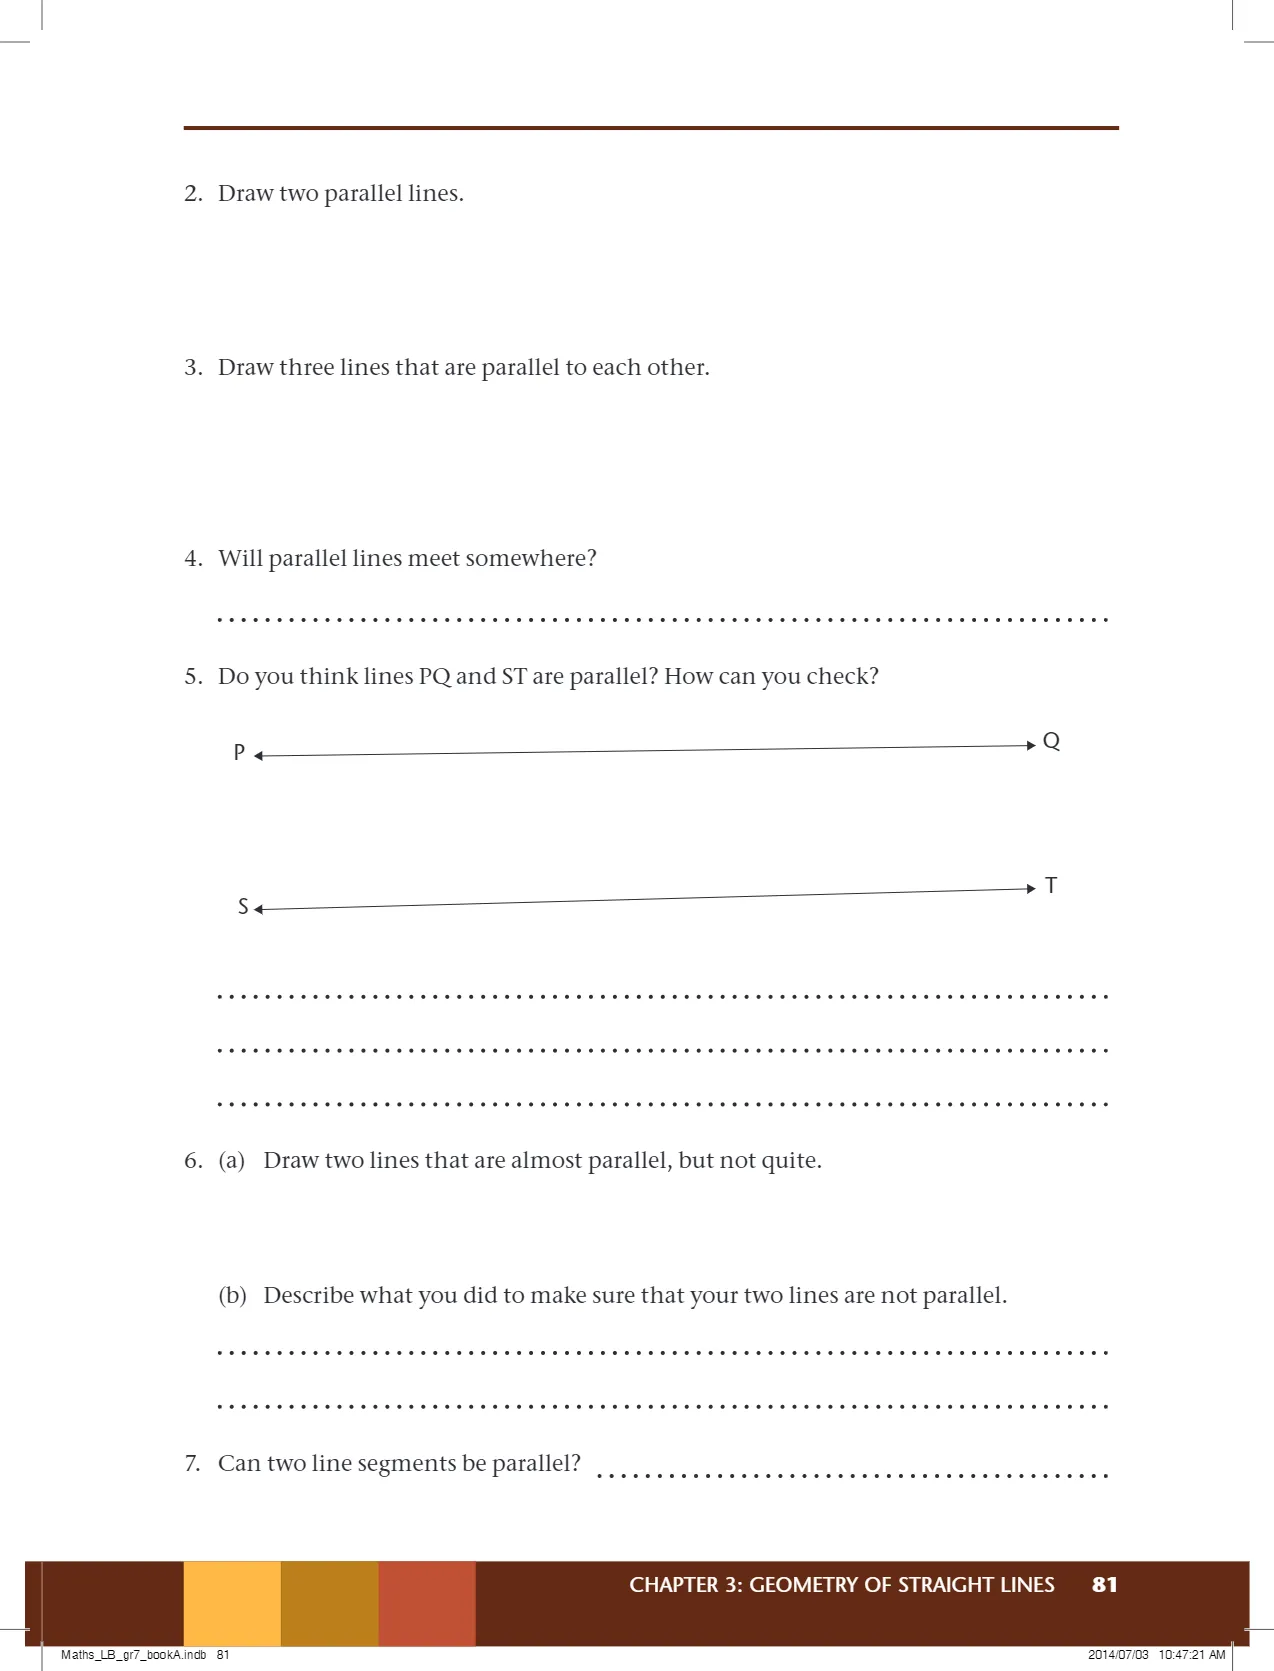 2. Draw two parallel lines.
3. Draw three lines that are parallel to each other.
4. Will parallel lines meet somewhere?
5. Do you think lines PQ and ST are parallel? How can you check?
P
Q
S
T
6. (a) Draw two lines that are almost parallel, but not quite.
(b) Describe what you did to make sure that your two lines are not parallel.
7. Can two line segments be parallel?
CHAPTER 3: GEOMETRY OF STRAIGHT LINES 81
Maths_LB_gr7_bookA.indb 81
2014/07/03 10:47:21 AM